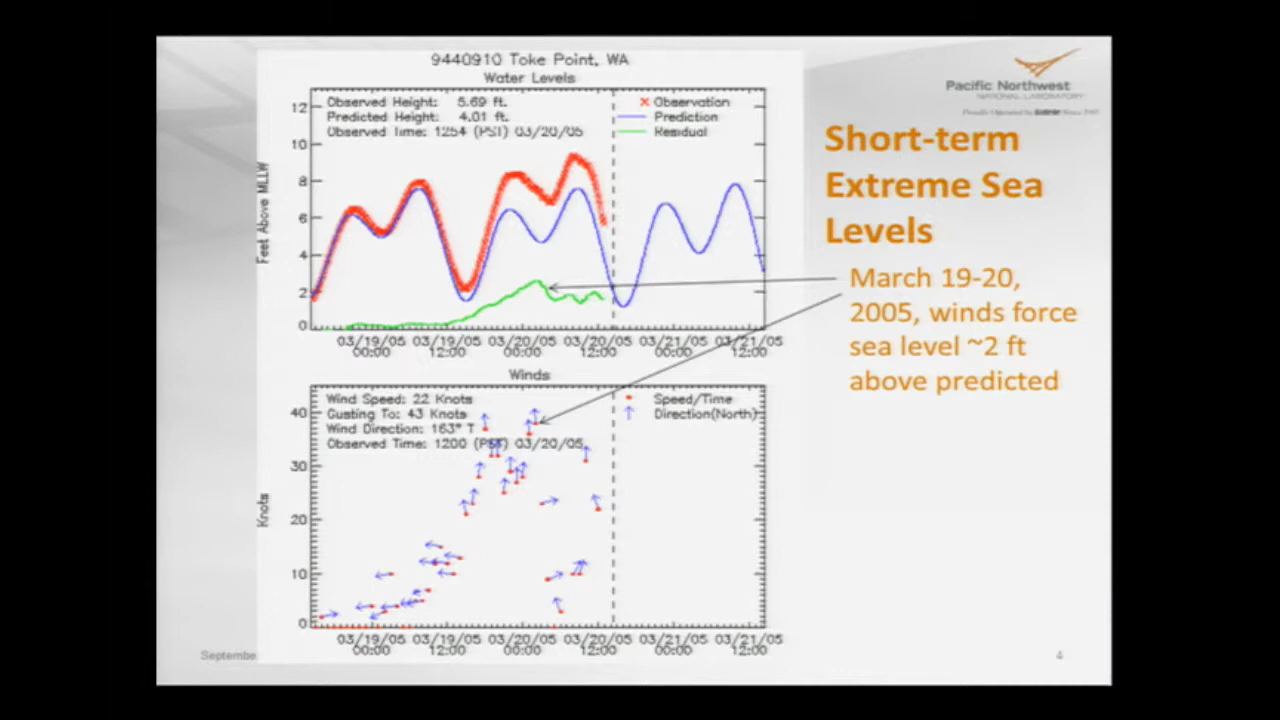 9440910 Toke Point, WA
Water Levels
Observed Height: 5.69 ft.
Predicted Height: 4.01 ft.
Observed Time: 1254 (PST) 03/20/05
Observation
Prediction
Residual
Feet Above MLLW
12
10
8
6
4
2
0
03/19/05 03/19/05 03/20/05 03/20/05 03/21/05 03/21/05
00:00 12:00 00:00 12:00 00:00 12:00
Winds
Wind Speed: 22 Knots
Gusting To: 43 Knots
Wind Direction: 163° T
Observed Time: 1200 (PST) 03/20/05
Speed/Time
Direction(North)
Knots
40
30
20
10
0
03/19/05 03/19/05 03/20/05 03/20/05 03/21/05 03/21/05
00:00 12:00 00:00 12:00 00:00 12:00
Pacific Northwest
NATIONAL LABORATORY
Short-term
Extreme Sea
Levels
March 19-20,
2005, winds force
sea level ~2 ft
above predicted
Septembe
4